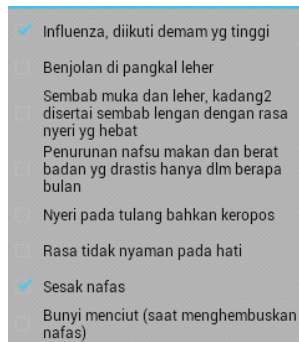 Influenza, diikuti demam yg tinggi
Benjolan di pangkal leher
Sembab muka dan leher, kadang2
disertai sembab lengan dengan rasa
nyeri yg hebat
Penurunan nafsu makan dan berat
badan yg drastis hanya dlm berapa
bulan
Nyeri pada tulang bahkan keropos
Rasa tidak nyaman pada hati
Sesak nafas
Bunyi menciut (saat menghembuskan
nafas)